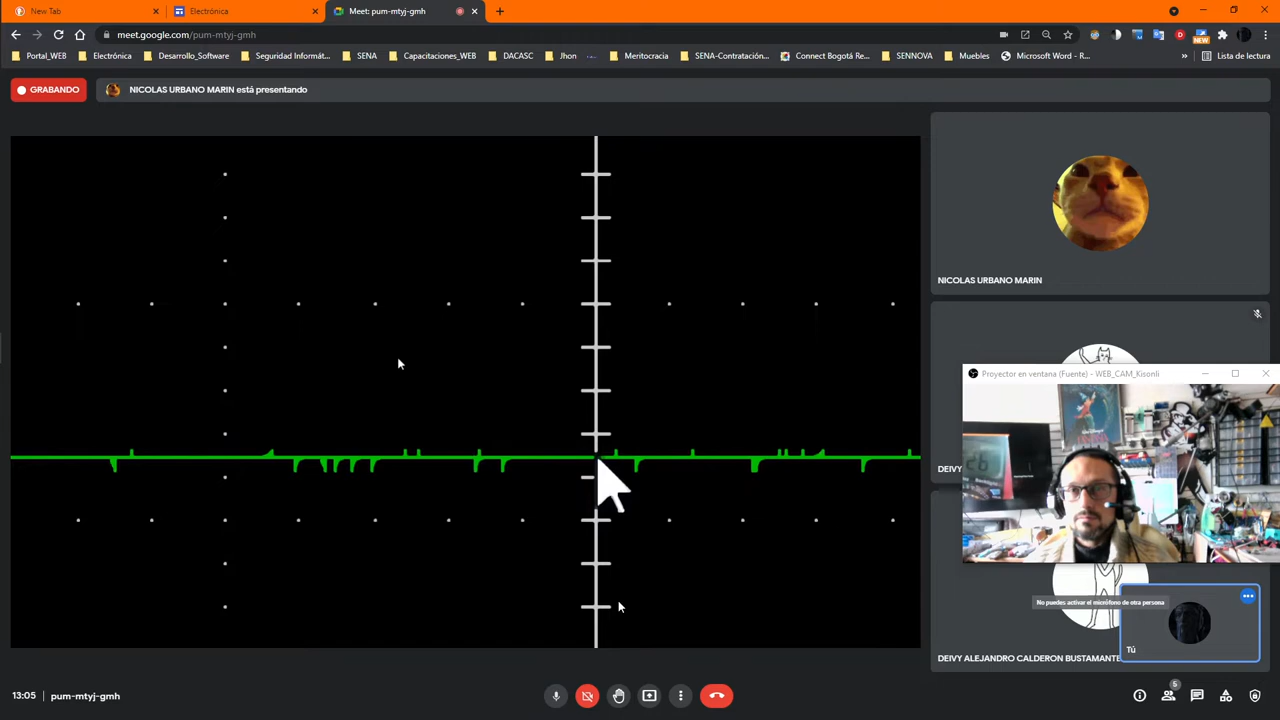 New Tab
Electrónica
Meet: pum-mtyj-gmh
meet.google.com/pum-mtyj-gmh
NEW
Portal_WEB
Electrónica
Desarrollo_Software
Seguridad Informát...
SENA
Capacitaciones_WEB
DACASC
Jhon
Meritocracia
SENA-Contratación...
Connect Bogotá Re...
SENNOVA
Muebles
Microsoft Word - R...
»
Lista de lectura
GRABANDO
NICOLAS URBANO MARIN está presentando
NICOLAS URBANO MARIN
Proyector en ventana (Fuente) - WEB_CAM_Kisonli
DEIVY
No puedes activar el micrófono de otra persona
Tú
DEIVY ALEJANDRO CALDERON BUSTAMANTE
13:05
pum-mtyj-gmh
5